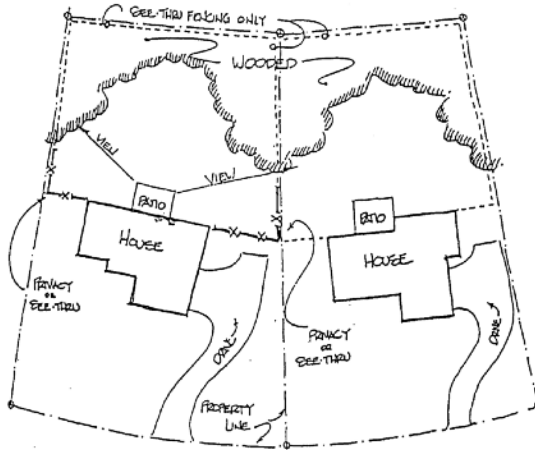 SEE-THRU FENCING ONLY
WOODED
VIEW
VIEW
PATIO
PATIO
HOUSE
HOUSE
PRIVACY
OR
SEE-THRU
DRIVE
PRIVACY
OR
SEE-THRU
DRIVE
PROPERTY
LINE